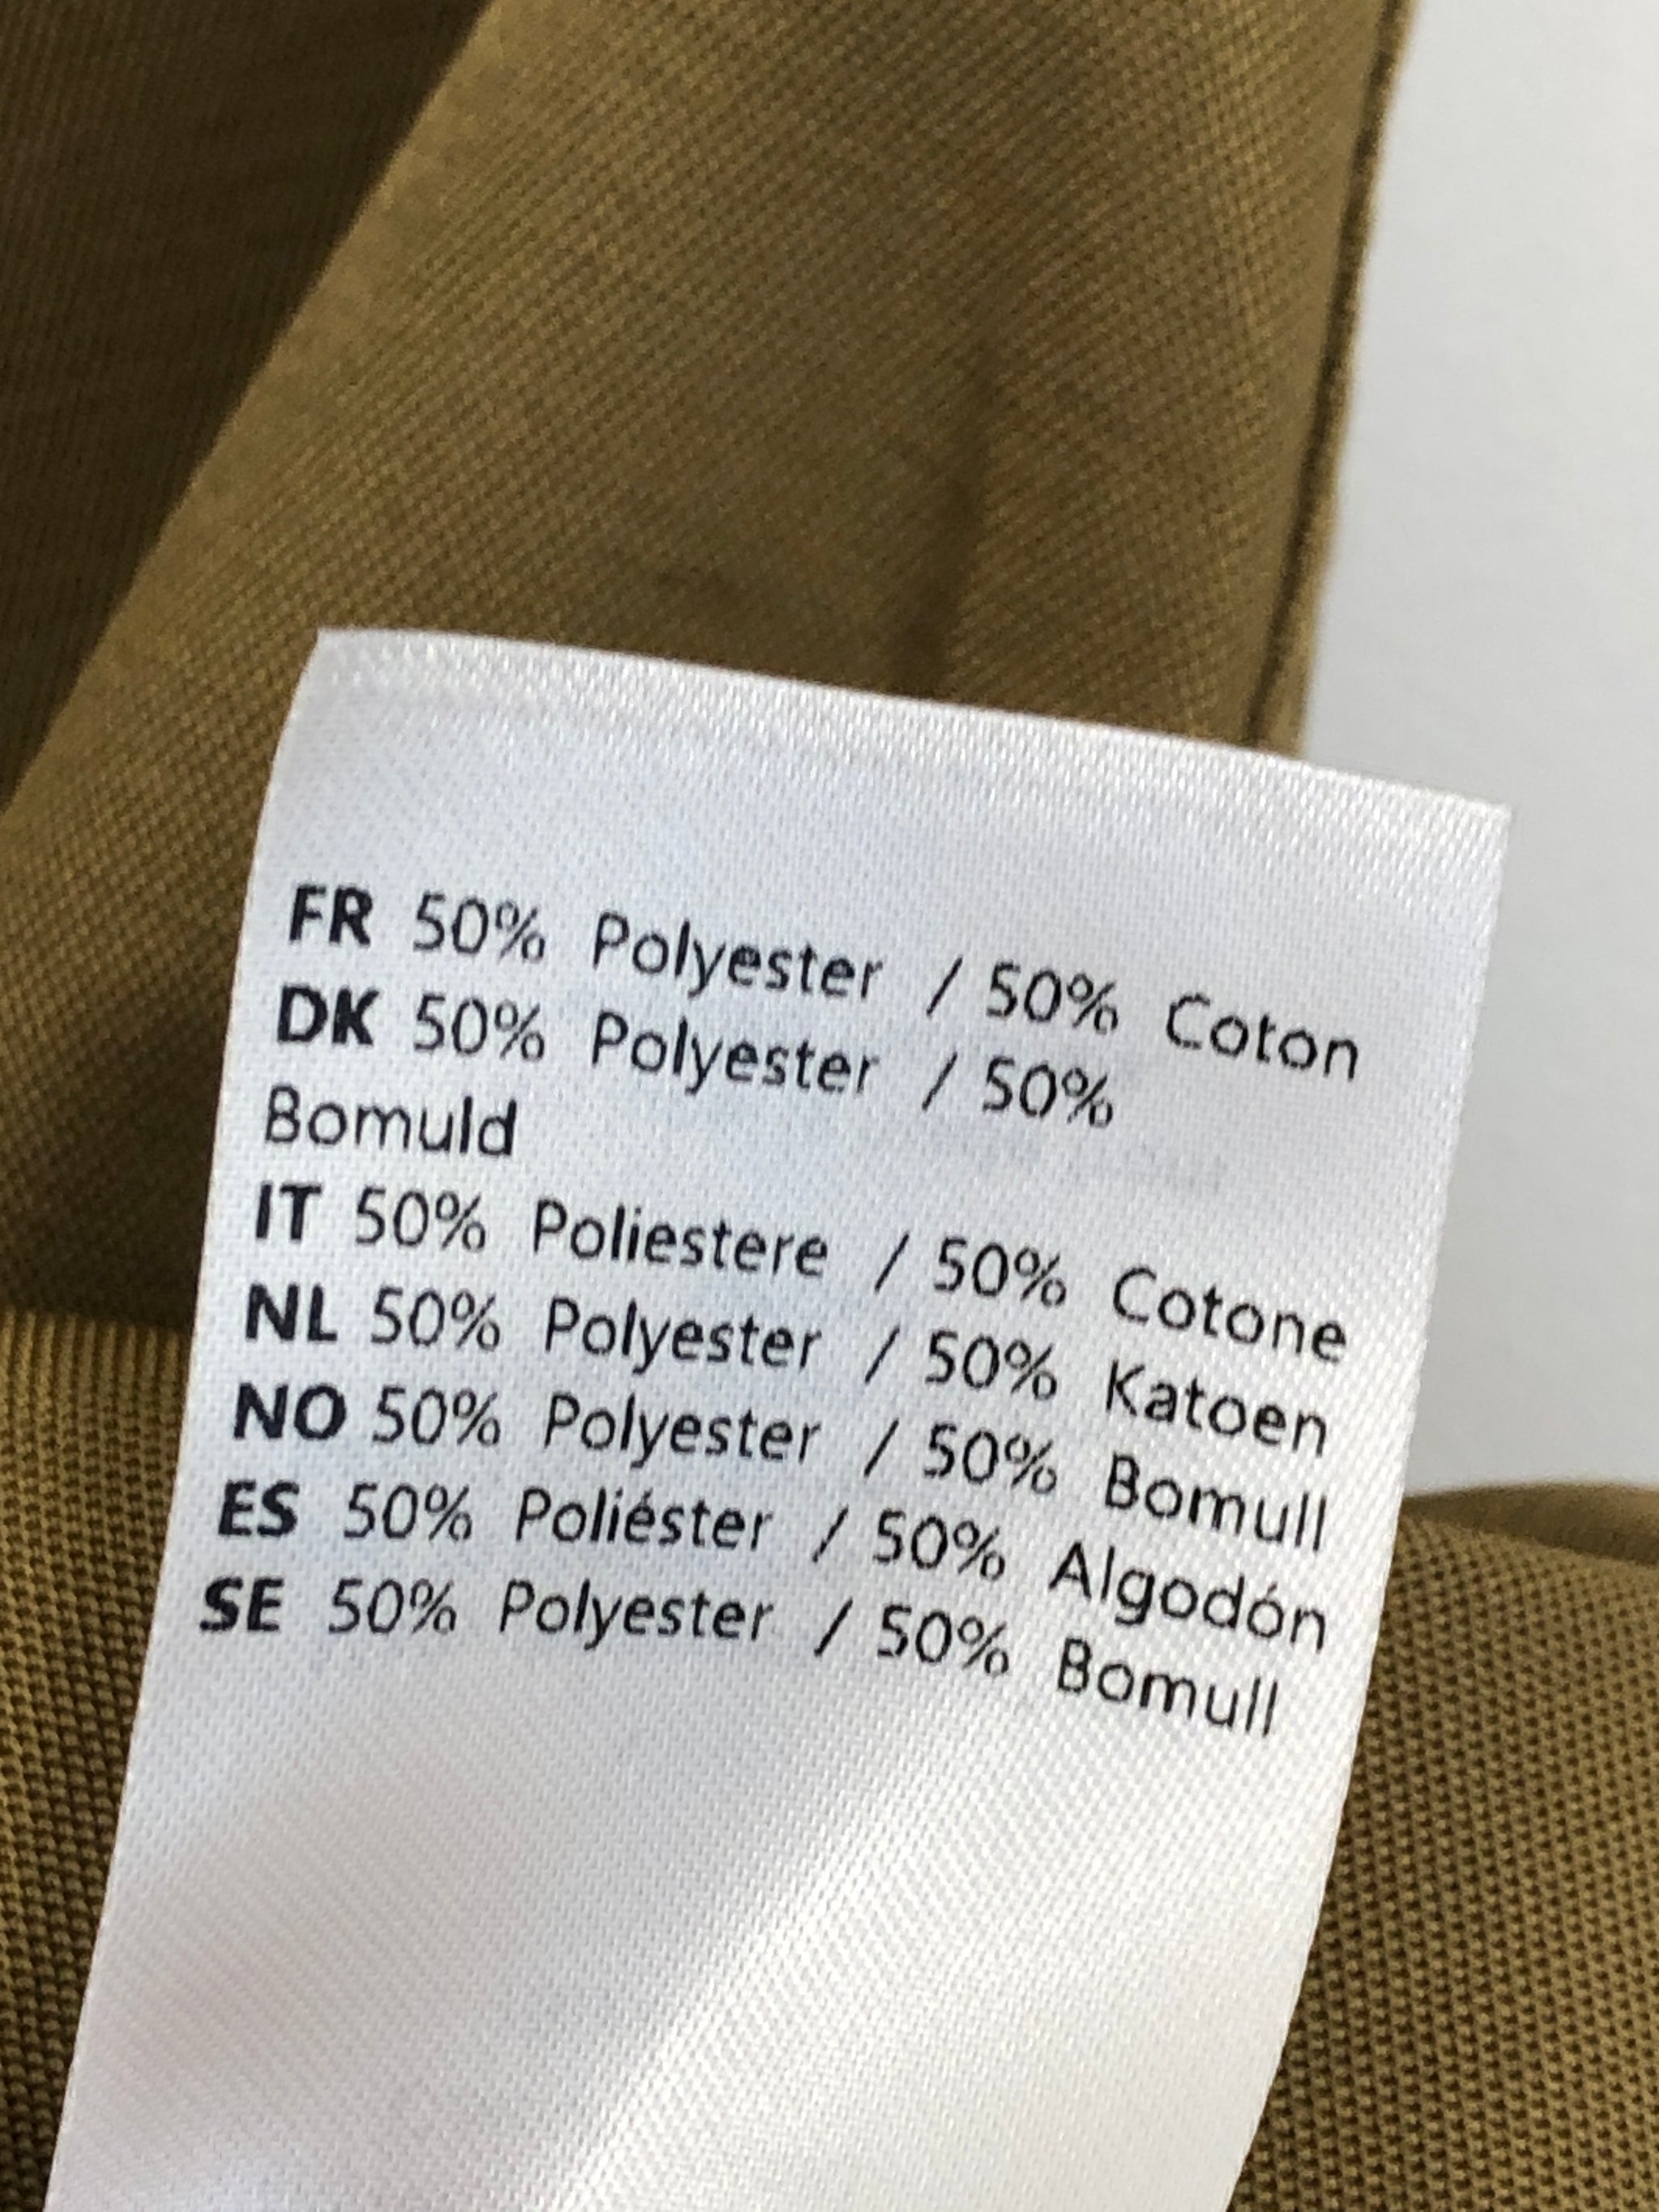 FR 50% Polyester / 50% Coton
DK 50% Polyester / 50%
Bomuld
IT 50% Poliestere / 50% Cotone
NL 50% Polyester / 50% Katoen
NO 50% Polyester / 50% Bomull
ES 50% Poliéster / 50% Algodón
SE 50% Polyester / 50% Bomull